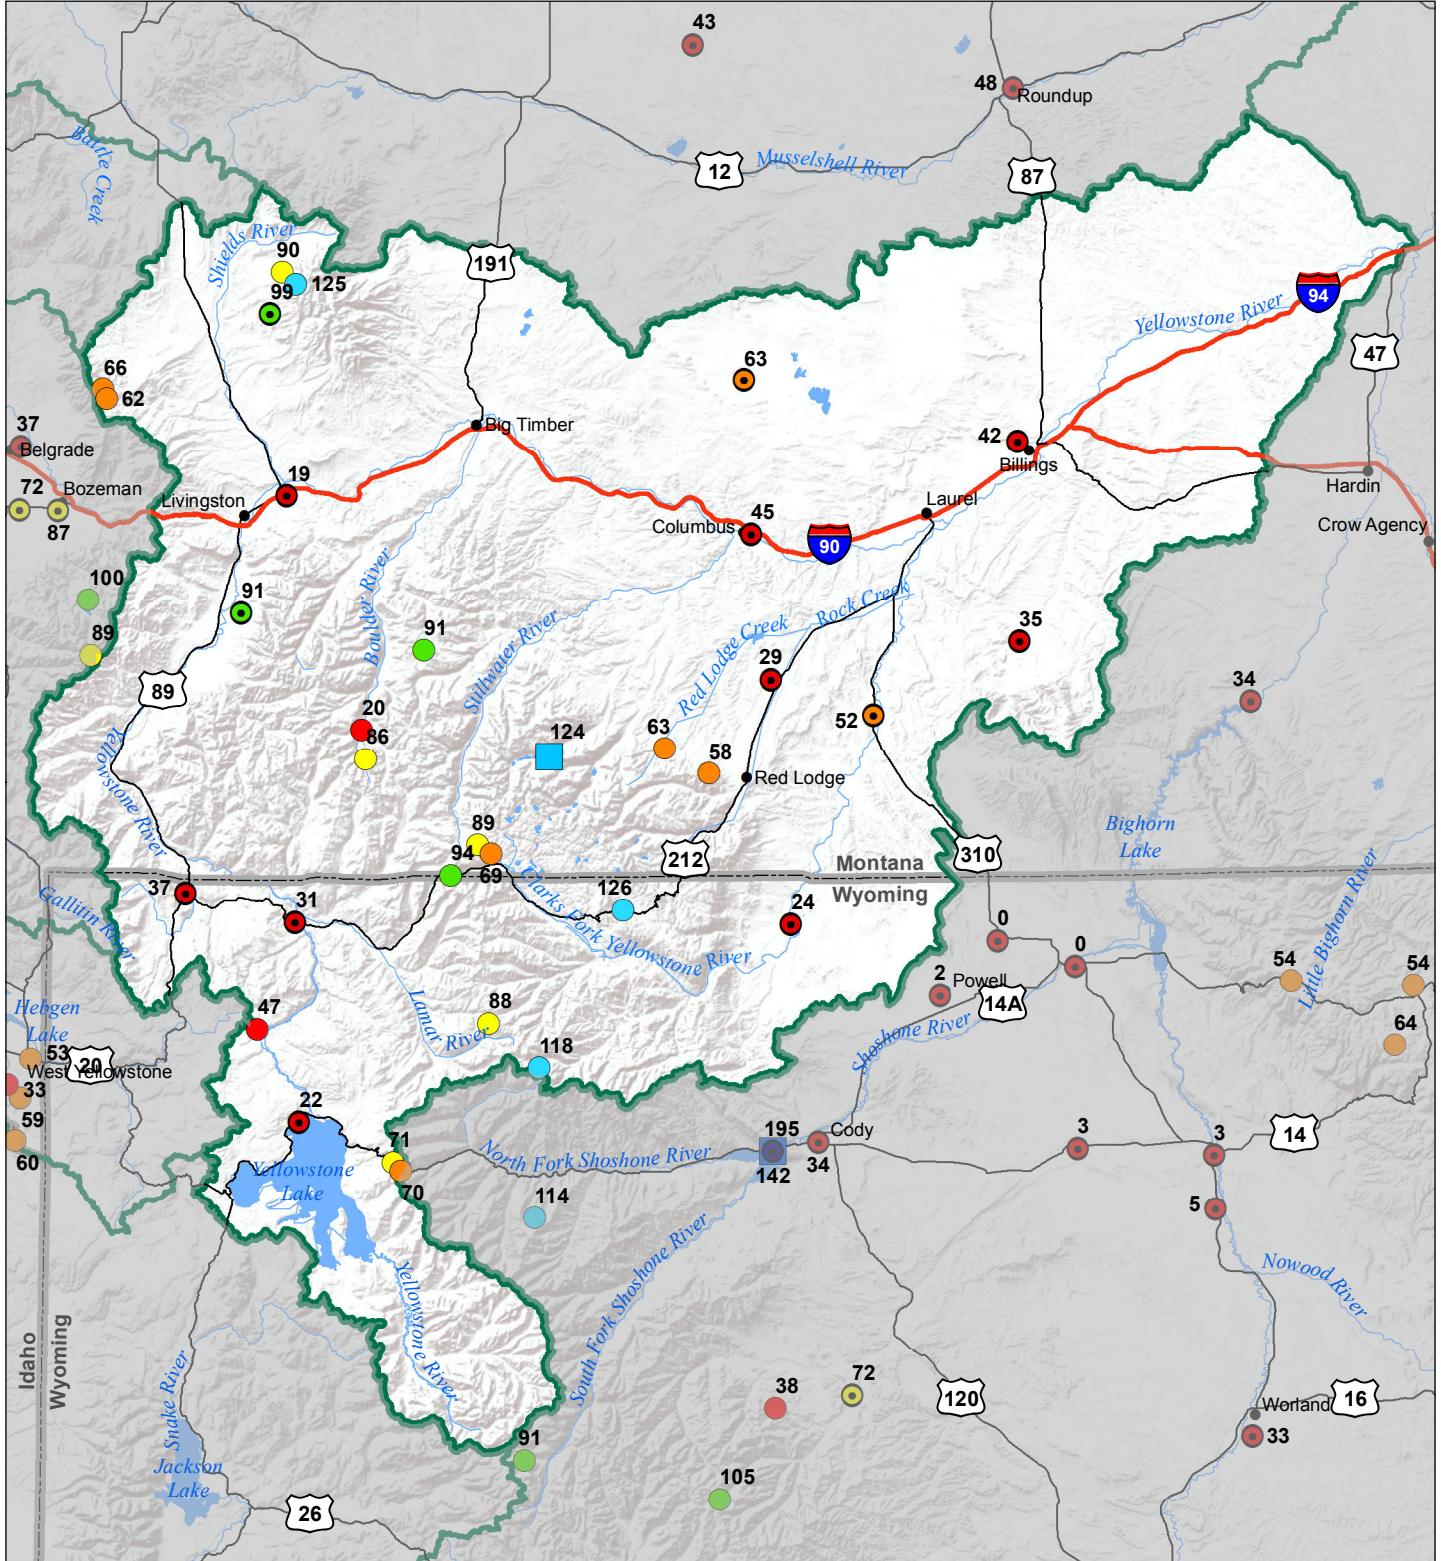 43
48
Roundup
Battle Creek
12
Musselshell River
87
Shields River
90
125
99
191
94
Yellowstone River
47
66
62
63
37
Belgrade
Big Timber
42
Billings
72
Bozeman
87
Livingston
19
Laurel
Hardin
Columbus
45
90
Crow Agency
100
91
Boulder River
91
Stillwater River
Red Lodge Creek
Rock Creek
35
89
89
29
34
20
86
Yellowstone River
124
63
58
52
Red Lodge
89
94
69
212
Montana
Wyoming
310
Bighorn
Lake
37
31
126
Clarks Fork Yellowstone River
24
Gallitin River
0
0
Little Bighorn River
54
54
2
Powell
14A
Hebgen
Lake
47
Lamar River
88
Shoshone River
64
53
20
West Yellowstone
33
118
59
60
22
71
70
Yellowstone
Lake
North Fork Shoshone River
195
142
Cody
34
3
3
14
114
5
South Fork Shoshone River
Nowood River
Yellowstone River
Idaho
Wyoming
Snake River
38
72
120
Worland
16
33
91
105
Jackson
Lake
26